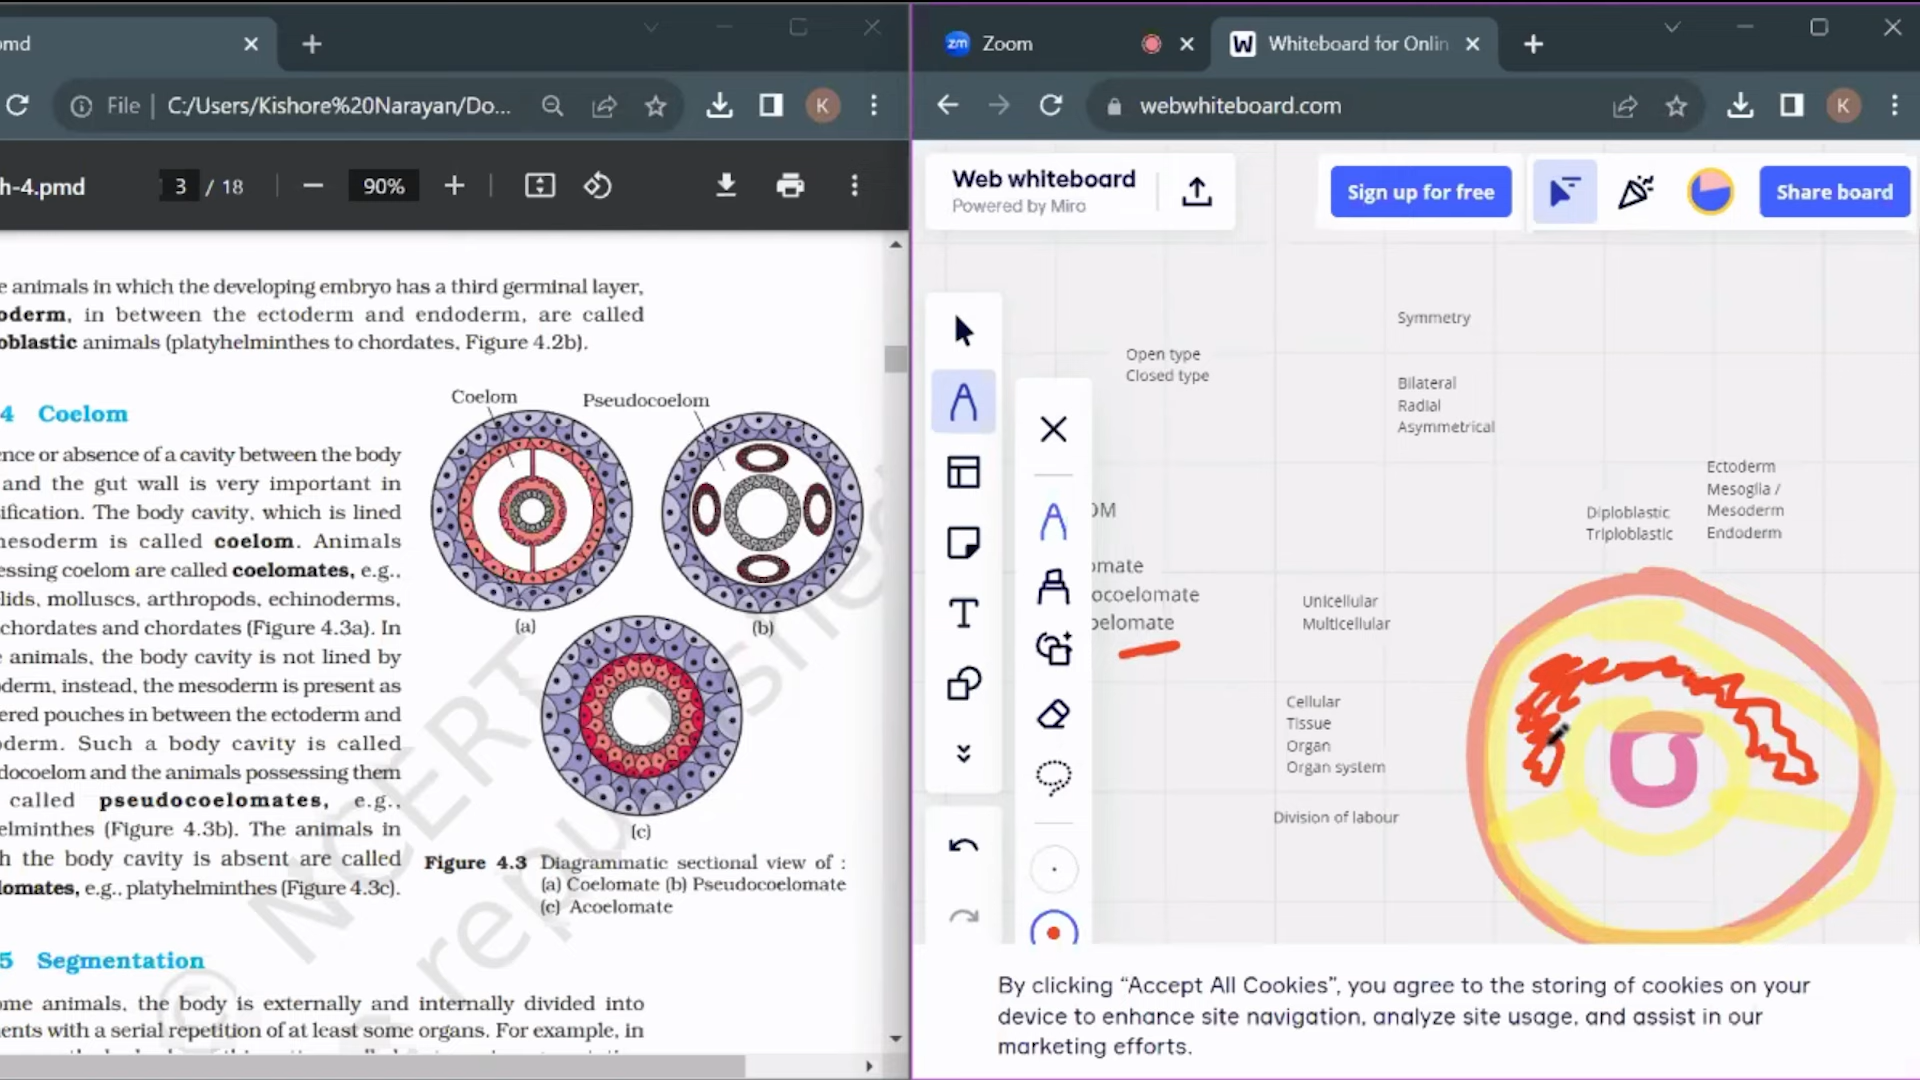 omd
Zoom
Whiteboard for Onlin
File
C:/Users/Kishore%20Narayan/Do...
K
webwhiteboard.com
K
h-4.pmd
3 / 18
90%
Web whiteboard
Powered by Miro
Sign up for free
Share board
e animals in which the developing embryo has a third germinal layer,
oderm, in between the ectoderm and endoderm, are called
oblastic animals (platyhelminthes to chordates, Figure 4.2b).
4 Coelom
ence or absence of a cavity between the body
and the gut wall is very important in
ification. The body cavity, which is lined
mesoderm is called coelom. Animals
essing coelom are called coelomates, e.g.,
lids, molluscs, arthropods, echinoderms,
chordates and chordates (Figure 4.3a). In
e animals, the body cavity is not lined by
derm, instead, the mesoderm is present as
ered pouches in between the ectoderm and
oderm. Such a body cavity is called
docoelom and the animals possessing them
called pseudocoelomates, e.g.,
elminthes (Figure 4.3b). The animals in
h the body cavity is absent are called
lomates, e.g., platyhelminthes (Figure 4.3c).
Coelom
Pseudocoelom
(a)
(b)
(c)
Figure 4.3 Diagrammatic sectional view of :
(a) Coelomate (b) Pseudocoelomate
(c) Acoelomate
5 Segmentation
ome animals, the body is externally and internally divided into
ents with a serial repetition of at least some organs. For example, in
© NCERT
republished
Symmetry
Open type
Closed type
Bilateral
Radial
Asymmetrical
Ectoderm
Mesoglia /
Mesoderm
Endoderm
Diploblastic
Triploblastic
OM
omate
ocoelomate
oelomate
Unicellular
Multicellular
Cellular
Tissue
Organ
Organ system
Division of labour
By clicking “Accept All Cookies”, you agree to the storing of cookies on your
device to enhance site navigation, analyze site usage, and assist in our
marketing efforts.